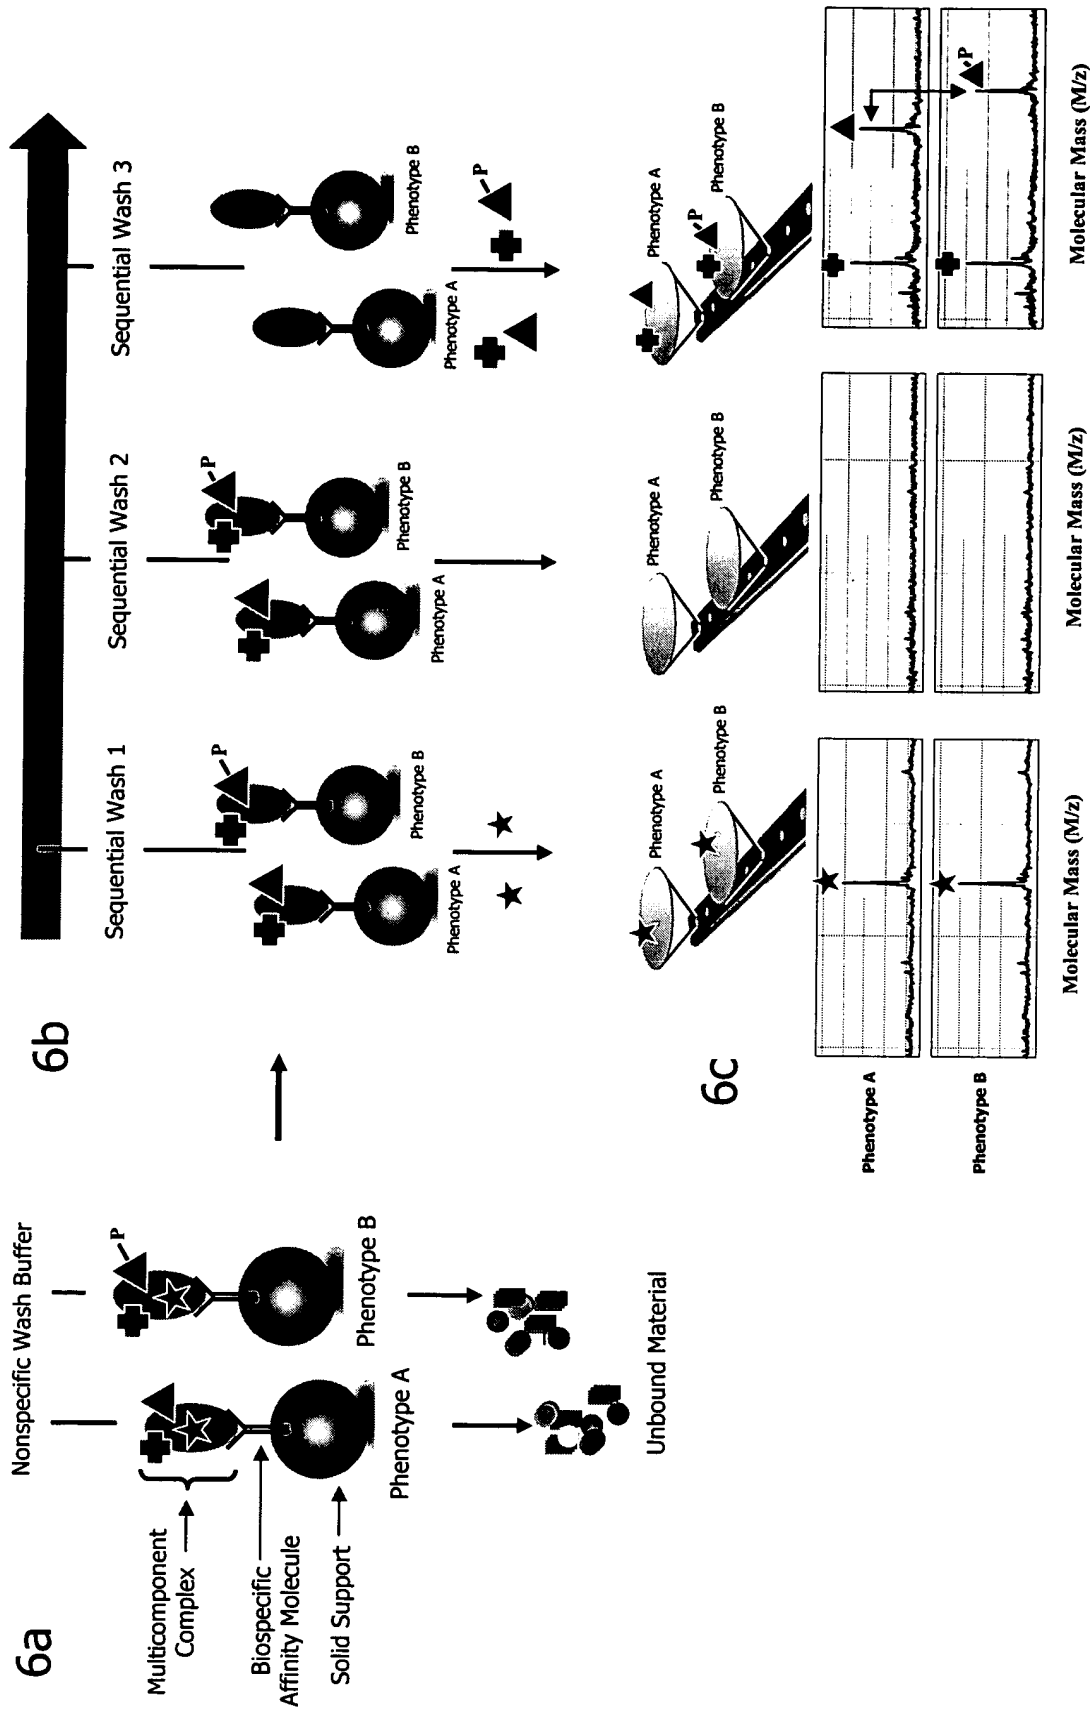 6a
Nonspecific Wash Buffer
Multicomponent
Complex
Biospecific
Affinity Molecule
Solid Support
P
Phenotype A
Phenotype B
Unbound Material
6b
Sequential Wash 1
Sequential Wash 2
Sequential Wash 3
P
P
Phenotype A
Phenotype B
Phenotype A
Phenotype B
Phenotype A
Phenotype B
P
6c
Phenotype A
Phenotype B
Phenotype A
Phenotype B
Phenotype A
P
Phenotype B
Phenotype A
Phenotype B
P
Molecular Mass (M/z)
Molecular Mass (M/z)
Molecular Mass (M/z)